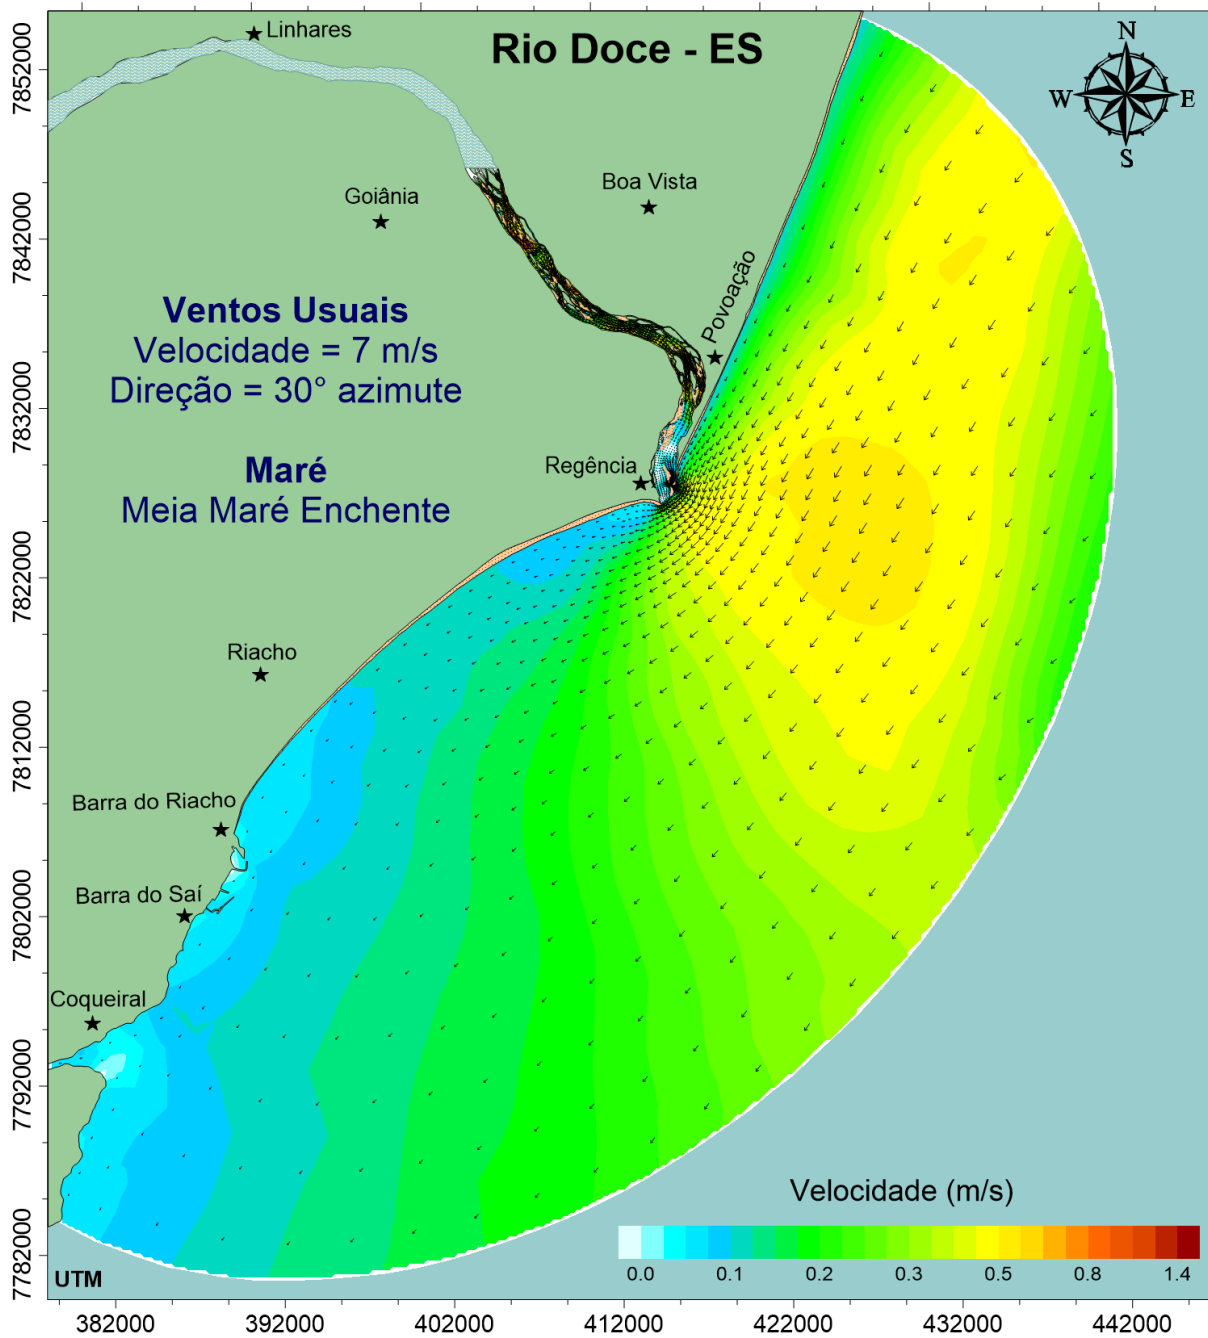 Rio Doce - ES
N
W
E
S
Linhares
Goiânia
Boa Vista
Povoação
Ventos Usuais
Velocidade = 7 m/s
Direção = 30° azimute
Maré
Meia Maré Enchente
Regência
Riacho
Barra do Riacho
Barra do Saí
Coqueiral
Velocidade (m/s)
0.0 0.1 0.2 0.3 0.5 0.8 1.4
UTM
7852000
7842000
7832000
7822000
7812000
7802000
7792000
7782000
382000 392000 402000 412000 422000 432000 442000